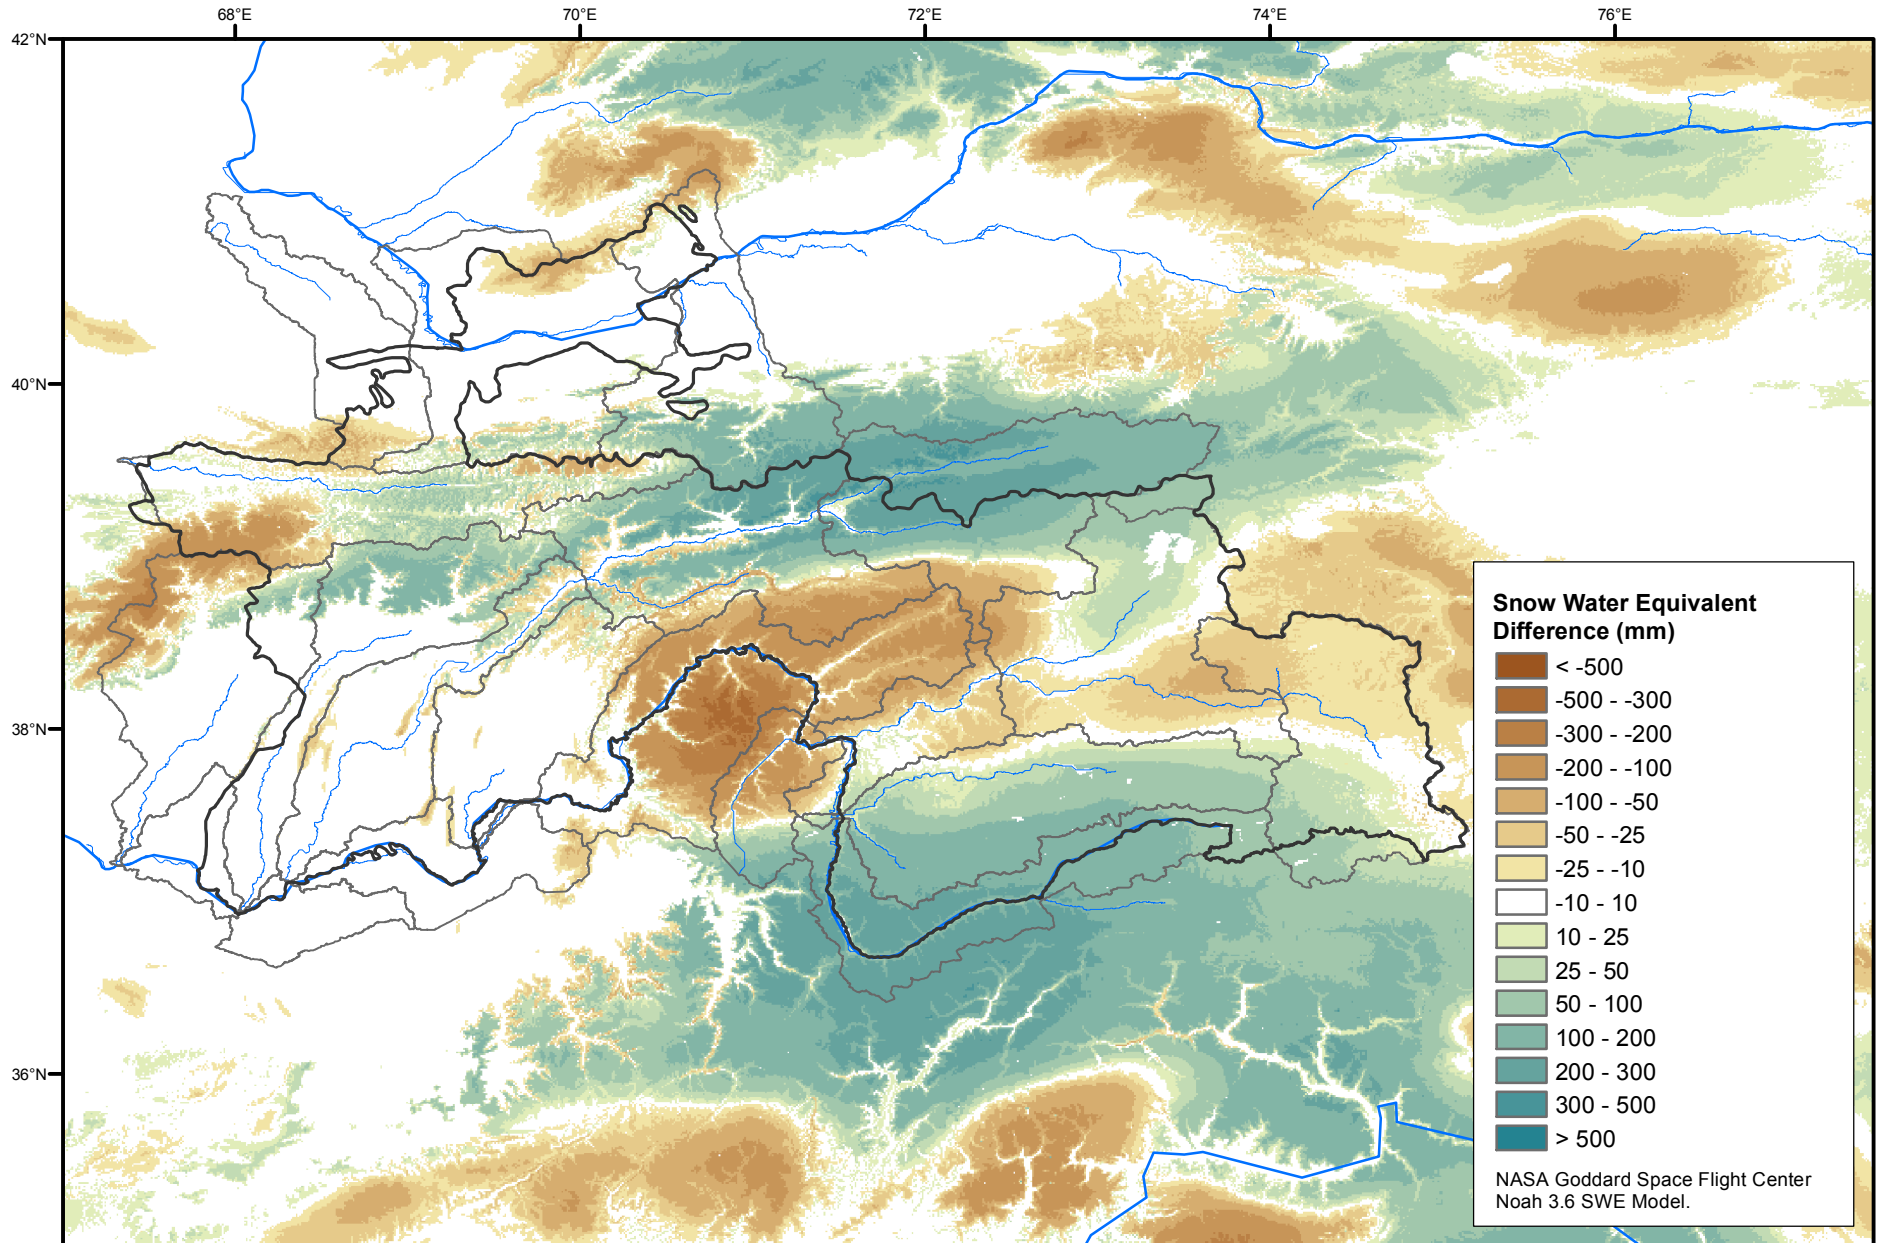 68°E 70°E 72°E 74°E 76°E
42°N
40°N
38°N
36°N
Snow Water Equivalent
Difference (mm)
< -500
-500 - -300
-300 - -200
-200 - -100
-100 - -50
-50 - -25
-25 - -10
-10 - 10
10 - 25
25 - 50
50 - 100
100 - 200
200 - 300
300 - 500
> 500
NASA Goddard Space Flight Center
Noah 3.6 SWE Model.